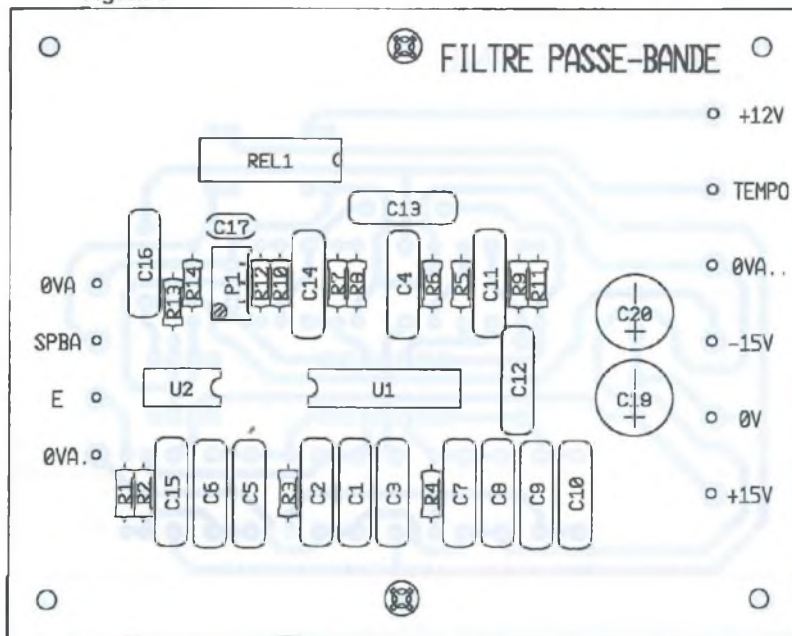 FILTRE PASSE-BANDE
+12V
REL1
TEMPO
C13
C16
C17
R13
R14
P1
R12
R10
C14
R7
R8
C4
R6
R5
C11
R9
R11
0VA
0VA..
C20
SPBA
-15V
U2
U1
C12
E
C19
0V
0VA.
R1
R2
C15
C6
C5
R3
C2
C1
C3
R4
C7
C8
C9
C10
+15V